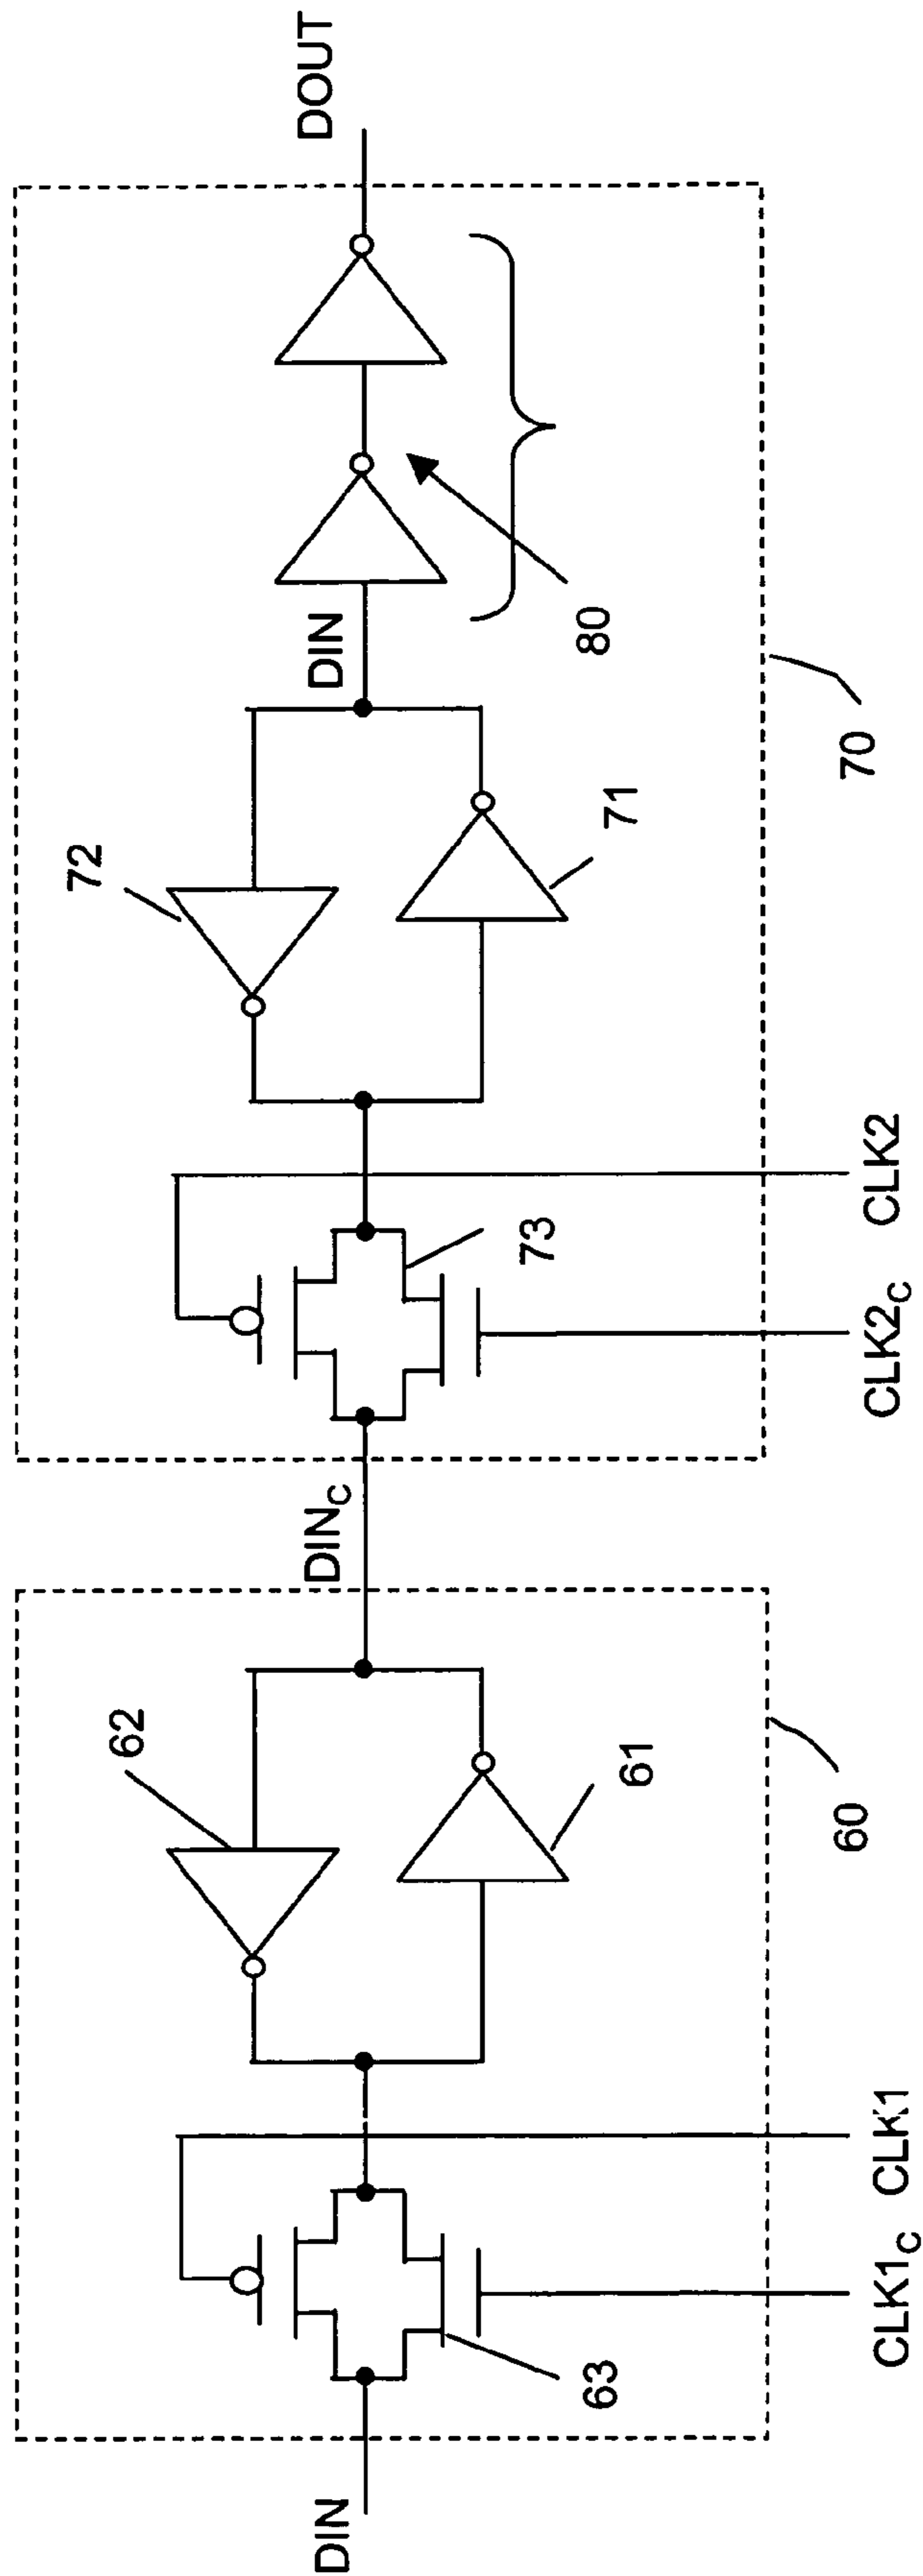 DIN
63
CLK1C
CLK1
62
61
60
DINC
73
CLK2C
CLK2
72
71
70
DIN
80
DOUT